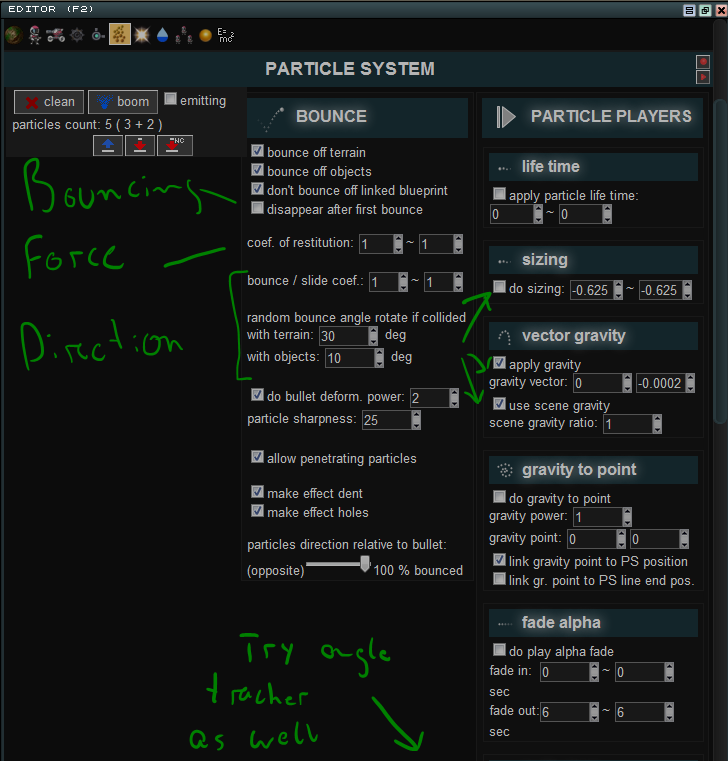 EDITOR (F2)
E=
mc²
PARTICLE SYSTEM
clean
boom
emitting
particles count: 5 ( 3 + 2 )
NC
Bouncing
Force
Direction
BOUNCE
bounce off terrain
bounce off objects
don't bounce off linked blueprint
disappear after first bounce
coef. of restitution: 1 ~ 1
bounce / slide coef.: 1 ~ 1
random bounce angle rotate if collided
with terrain: 30 deg
with objects: 10 deg
do bullet deform. power: 2
particle sharpness: 25
allow penetrating particles
make effect dent
make effect holes
particles direction relative to bullet:
(opposite) 100 % bounced
Try angle
tracher
as well
PARTICLE PLAYERS
life time
apply particle life time:
0 ~ 0
sizing
do sizing: -0.625 ~ -0.625
vector gravity
apply gravity
gravity vector: 0 -0.0002
use scene gravity
scene gravity ratio: 1
gravity to point
do gravity to point
gravity power: 1
gravity point: 0 0
link gravity point to PS position
link gr. point to PS line end pos.
fade alpha
do play alpha fade
fade in: 0 ~ 0
sec
fade out: 6 ~ 6
sec